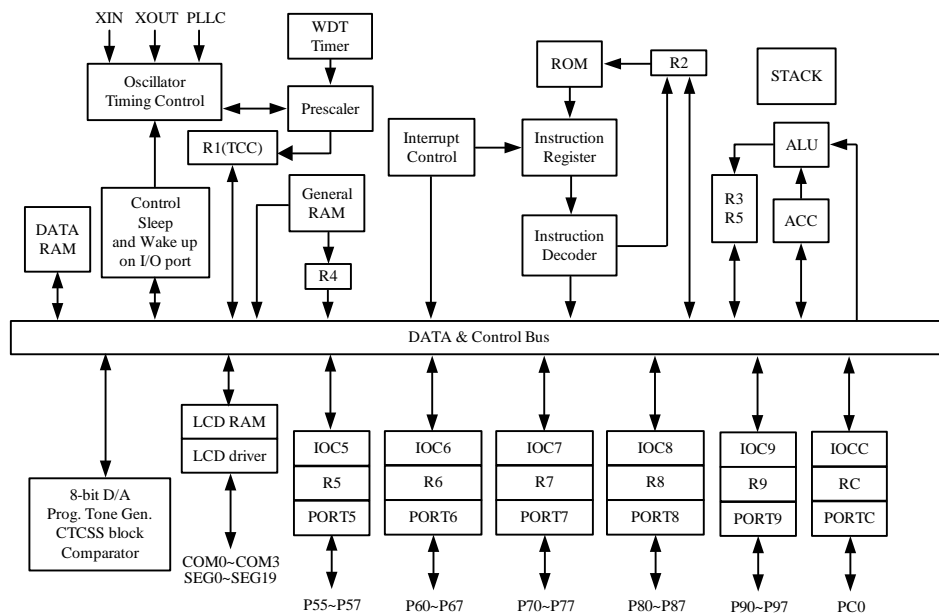 XIN XOUT PLLC
WDT
Timer
Oscillator
Timing Control
Prescaler
R1(TCC)
ROM
R2
STACK
Interrupt
Control
Instruction
Register
ALU
Control
Sleep
and Wake up
on I/O port
DATA
RAM
General
RAM
R4
Instruction
Decoder
R3
R5
ACC
DATA & Control Bus
LCD RAM
LCD driver
8-bit D/A
Prog. Tone Gen.
CTCSS block
Comparator
COM0~COM3
SEG0~SEG19
IOC5
R5
PORT5
P55~P57
IOC6
R6
PORT6
P60~P67
IOC7
R7
PORT7
P70~P77
IOC8
R8
PORT8
P80~P87
IOC9
R9
PORT9
P90~P97
IOCC
RC
PORTC
PC0